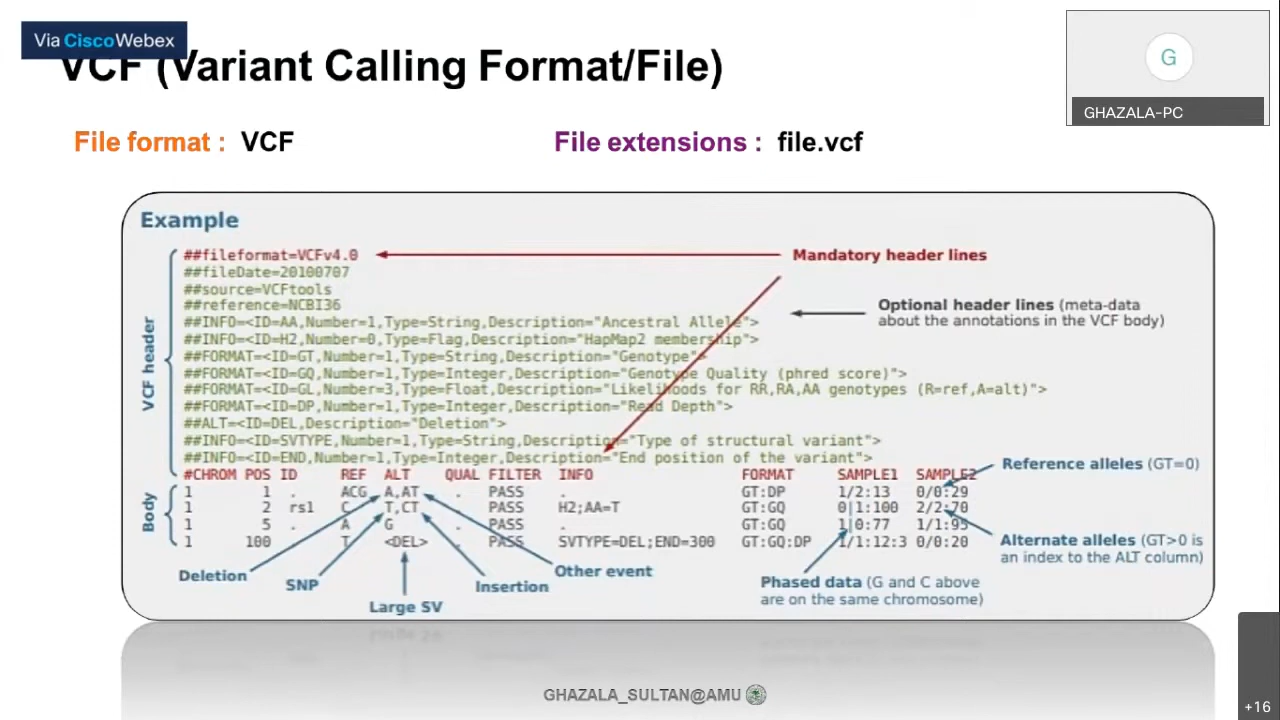 Via CiscoWebex
VCF (Variant Calling Format/File)
G
GHAZALA-PC
File format : VCF
File extensions : file.vcf
Example
##fileformat=VCFv4.0
Mandatory header lines
##fileDate=20100707
##source=VCFtools
##reference=NCBI36
Optional header lines (meta-data
about the annotations in the VCF body)
##INFO=<ID=AA,Number=1,Type=String,Description="Ancestral Allele">
##INFO=<ID=H2,Number=0,Type=Flag,Description="HapMap2 membership">
##FORMAT=<ID=GT,Number=1,Type=String,Description="Genotype">
##FORMAT=<ID=GQ,Number=1,Type=Integer,Description="Genotype Quality (phred score)">
##FORMAT=<ID=GL,Number=3,Type=Float,Description="Likelihoods for RR,RA,AA genotypes (R=ref,A=alt)">
##FORMAT=<ID=DP,Number=1,Type=Integer,Description="Read Depth">
##ALT=<ID=DEL,Description="Deletion">
##INFO=<ID=SVTYPE,Number=1,Type=String,Description="Type of structural variant">
##INFO=<ID=END,Number=1,Type=Integer,Description="End position of the variant">
VCF header
#CHROM POS ID REF ALT QUAL FILTER INFO FORMAT SAMPLE1 SAMPLE2
1 1 . ACG A,AT . PASS . GT:DP 1/2:13 0/0:29
1 2 rs1 C T,CT . PASS H2;AA=T GT:GQ 0|1:100 2/2:70
1 5 . A G . PASS . GT:GQ 1|0:77 1/1:95
1 100 T <DEL> . PASS SVTYPE=DEL;END=300 GT:GQ:DP 1/1:12:3 0/0:20
Body
Reference alleles (GT=0)
Alternate alleles (GT>0 is
an index to the ALT column)
Deletion
SNP
Large SV
Insertion
Other event
Phased data (G and C above
are on the same chromosome)
GHAZALA_SULTAN@AMU
+16